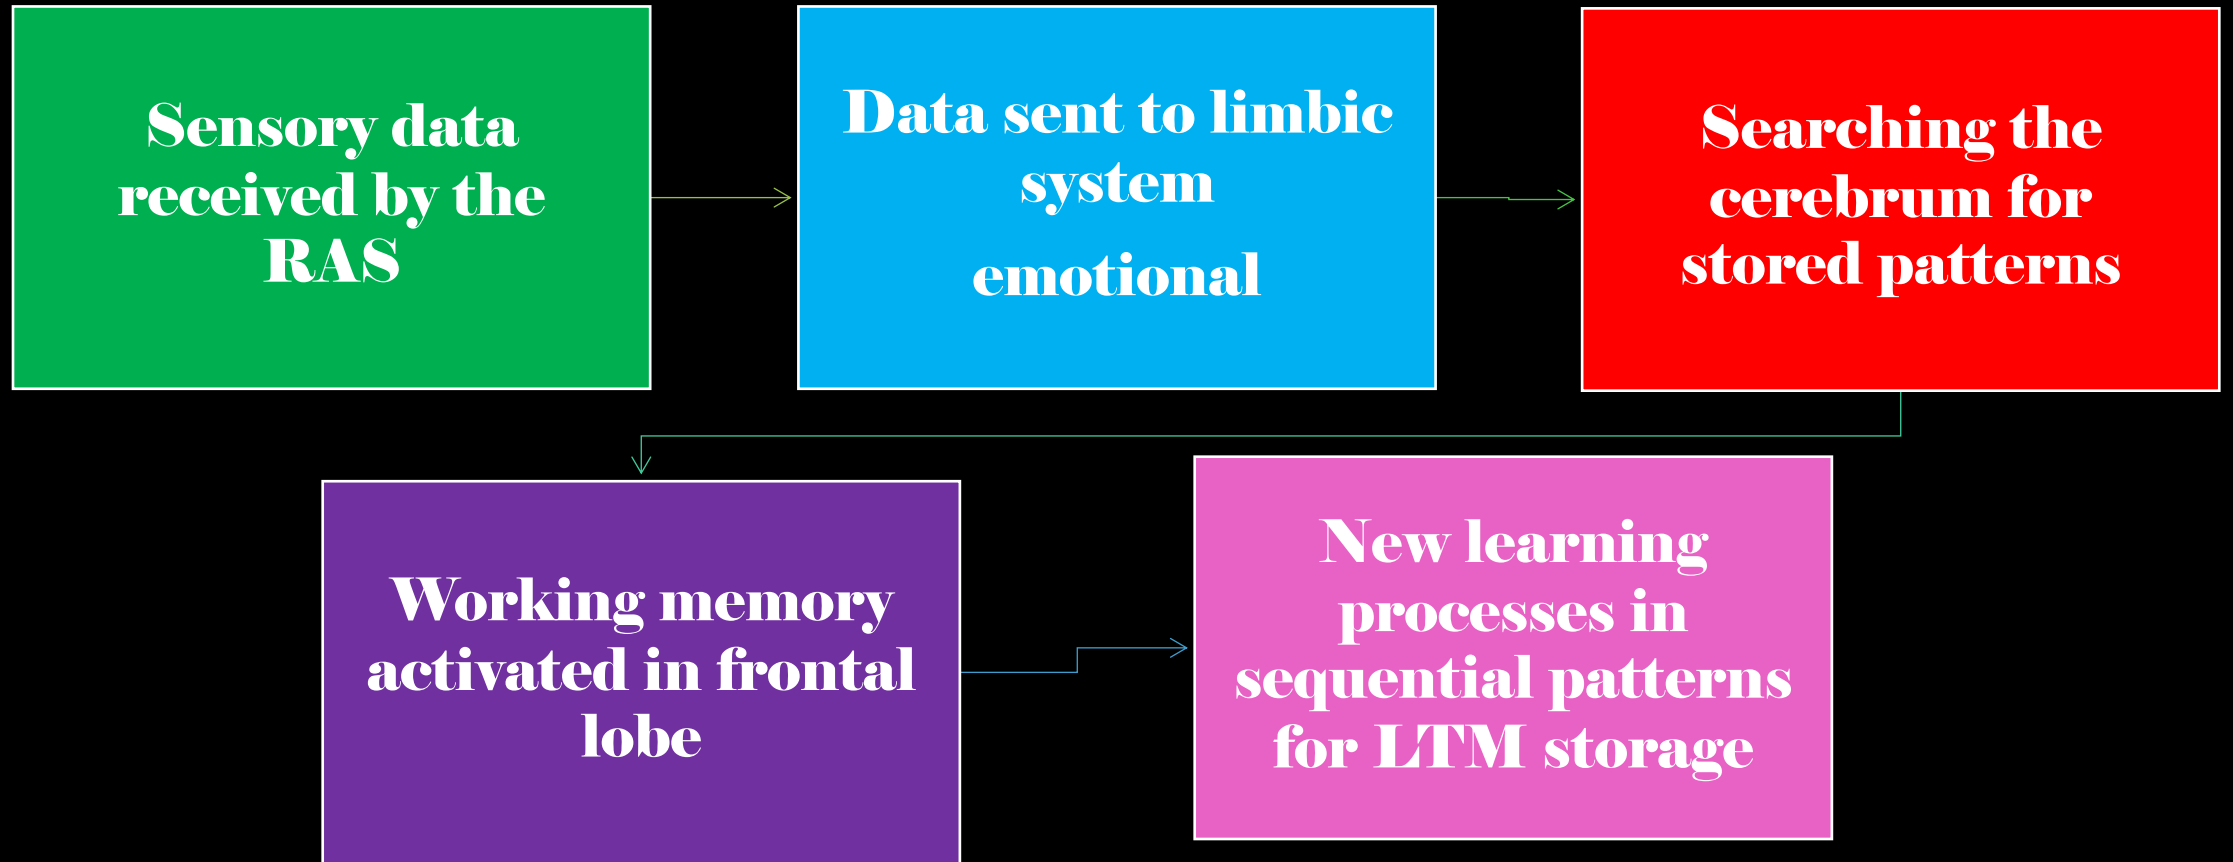 Sensory data
received by the
RAS
Data sent to limbic
system
emotional
Searching the
cerebrum for
stored patterns
Working memory
activated in frontal
lobe
New learning
processes in
sequential patterns
for LTM storage